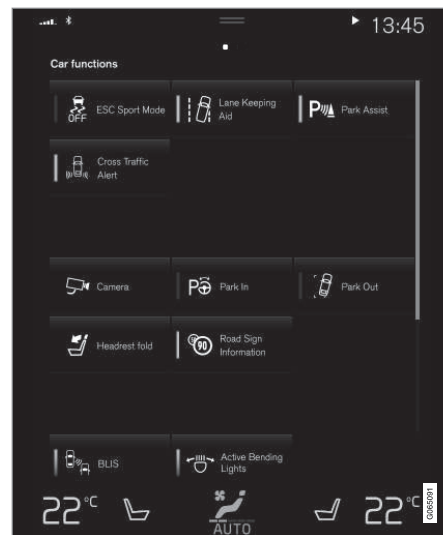 13:45
Car functions
OFF
ESC Sport Mode
Lane Keeping
Aid
P
Park Assist
Cross Traffic
Alert
Camera
P
Park In
Park Out
Headrest fold
90
Road Sign
Information
BLIS
Active Bending
Lights
22°C
AUTO
22°C
G065091